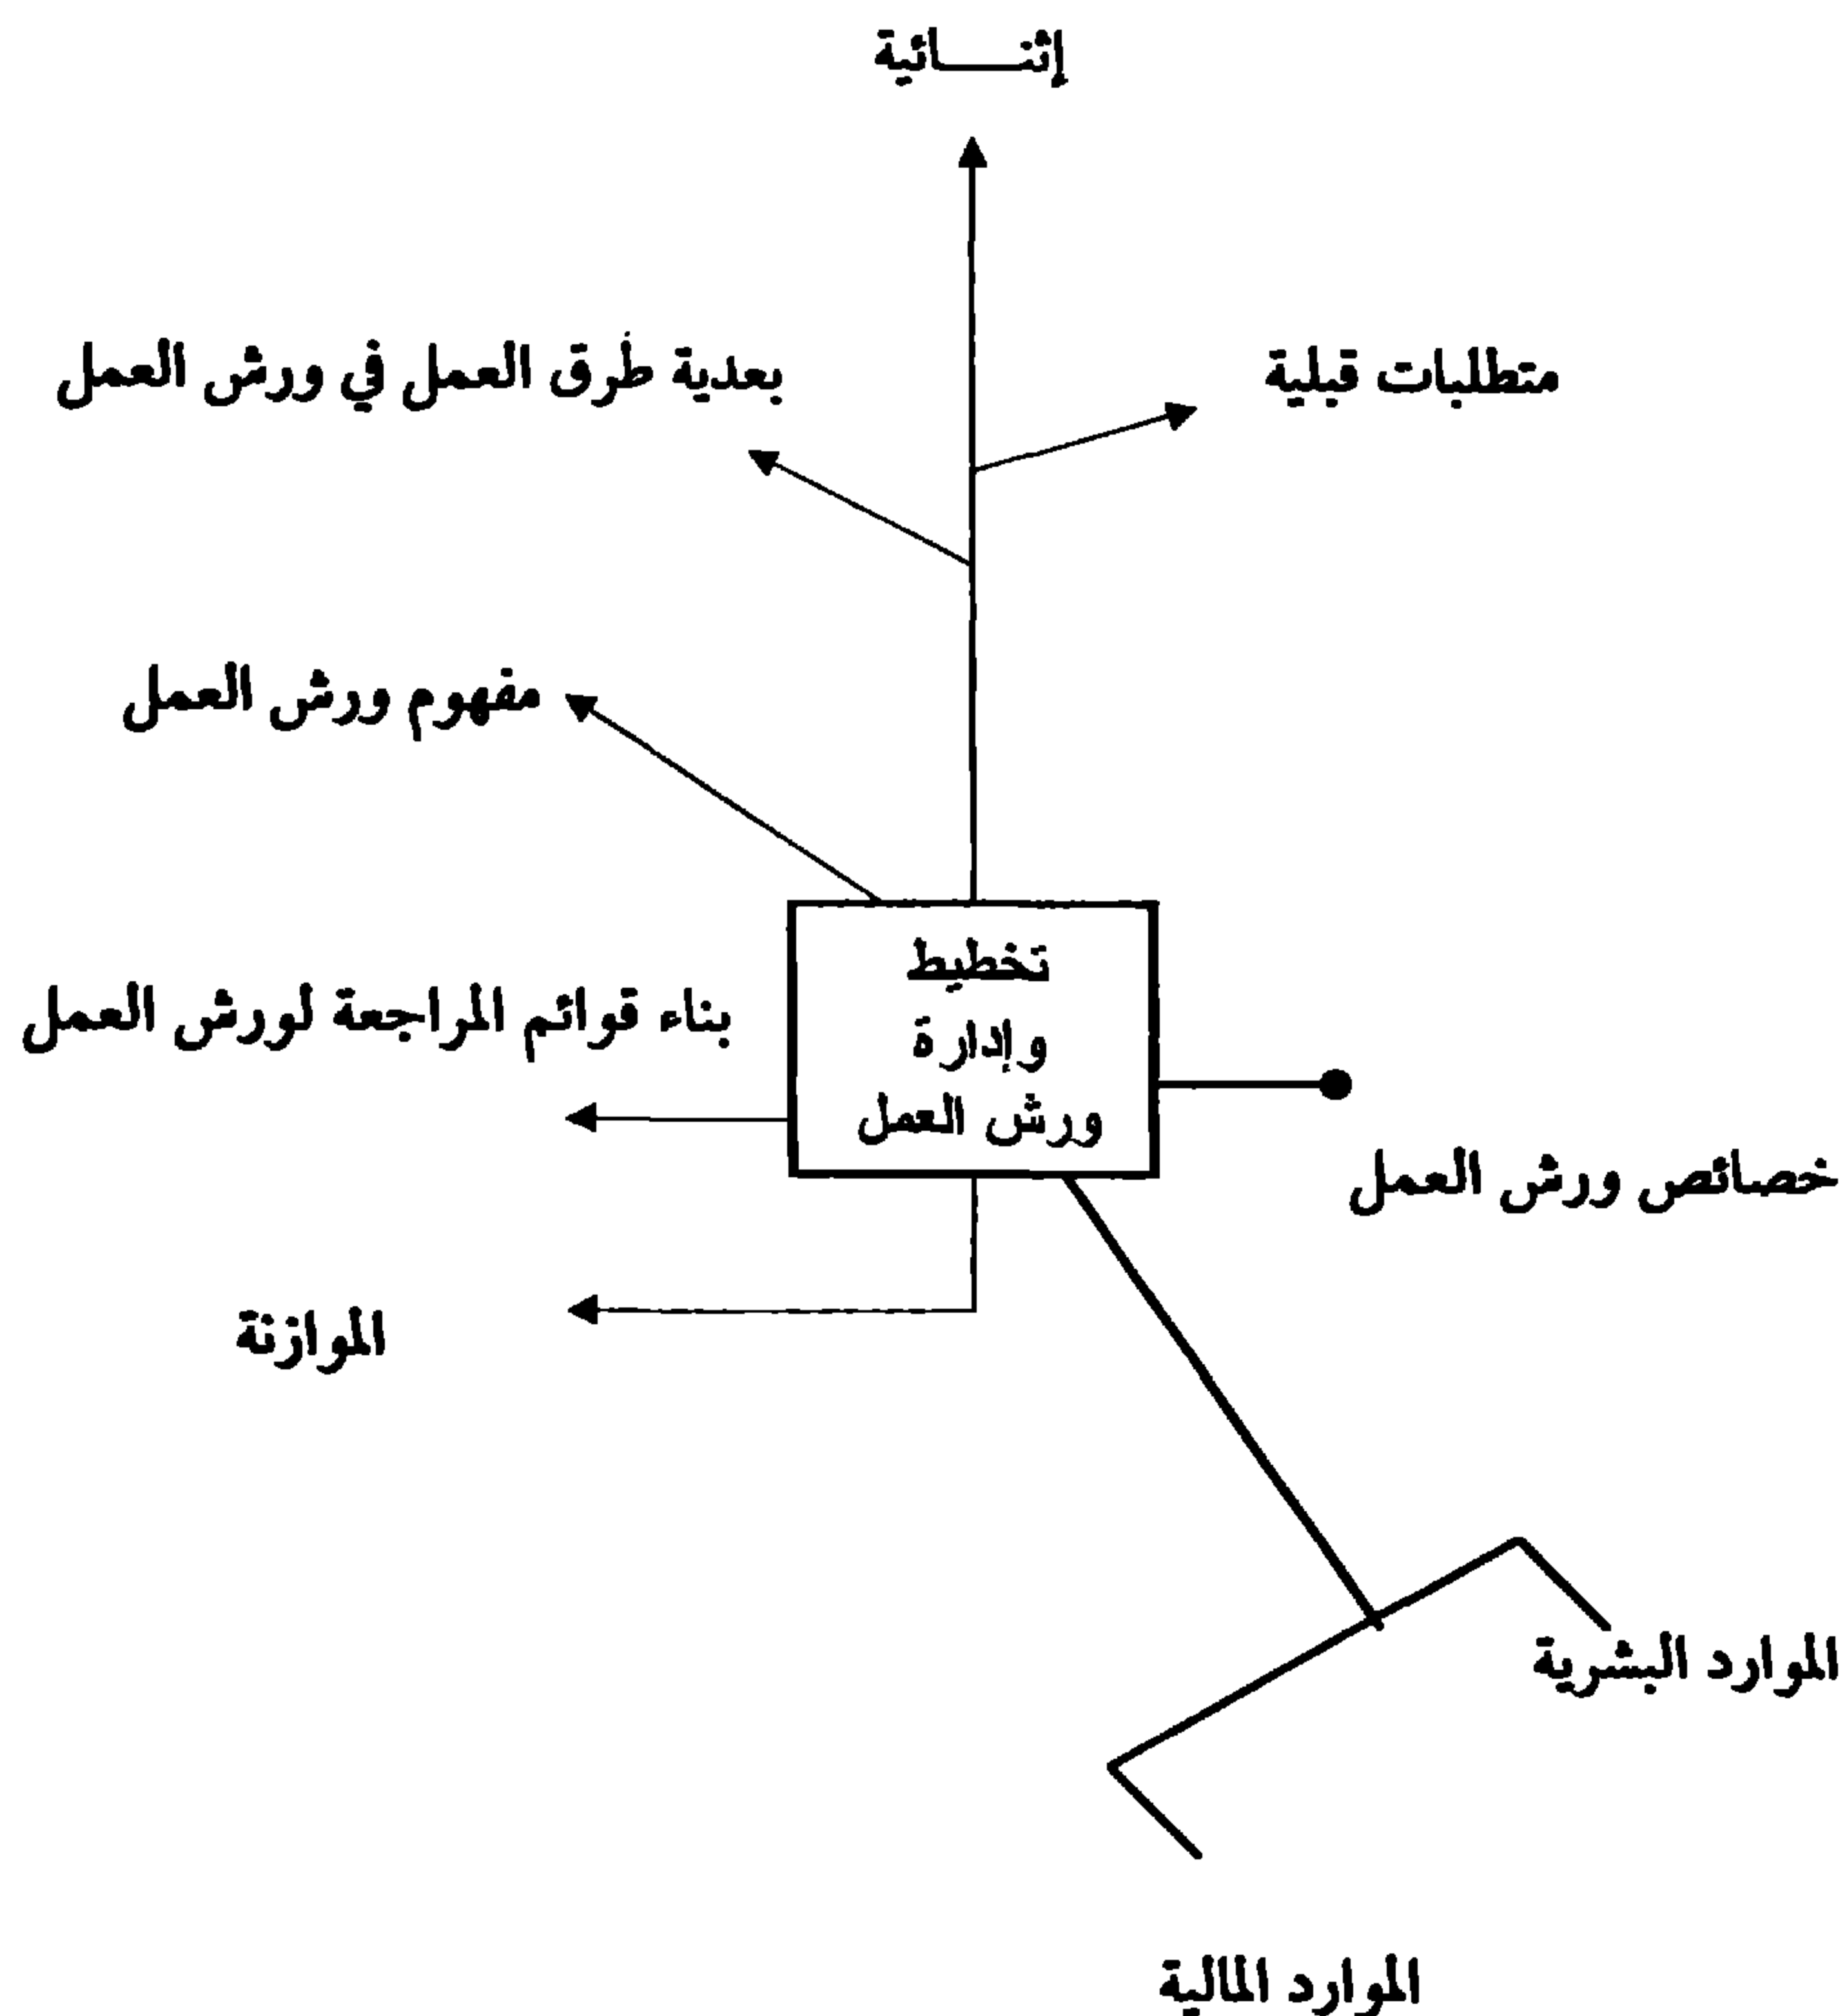 إثنـــــائية
متطلبات قبلية
بعدية طرق العمل في ورش العمل
مفهوم ورش العمل
تخطيط
وإدارة
ورش العمل
بناء قوائم المراجعة لورش العمل
خصائص ورش العمل
الموازنة
الموارد البشرية
الموارد المالية